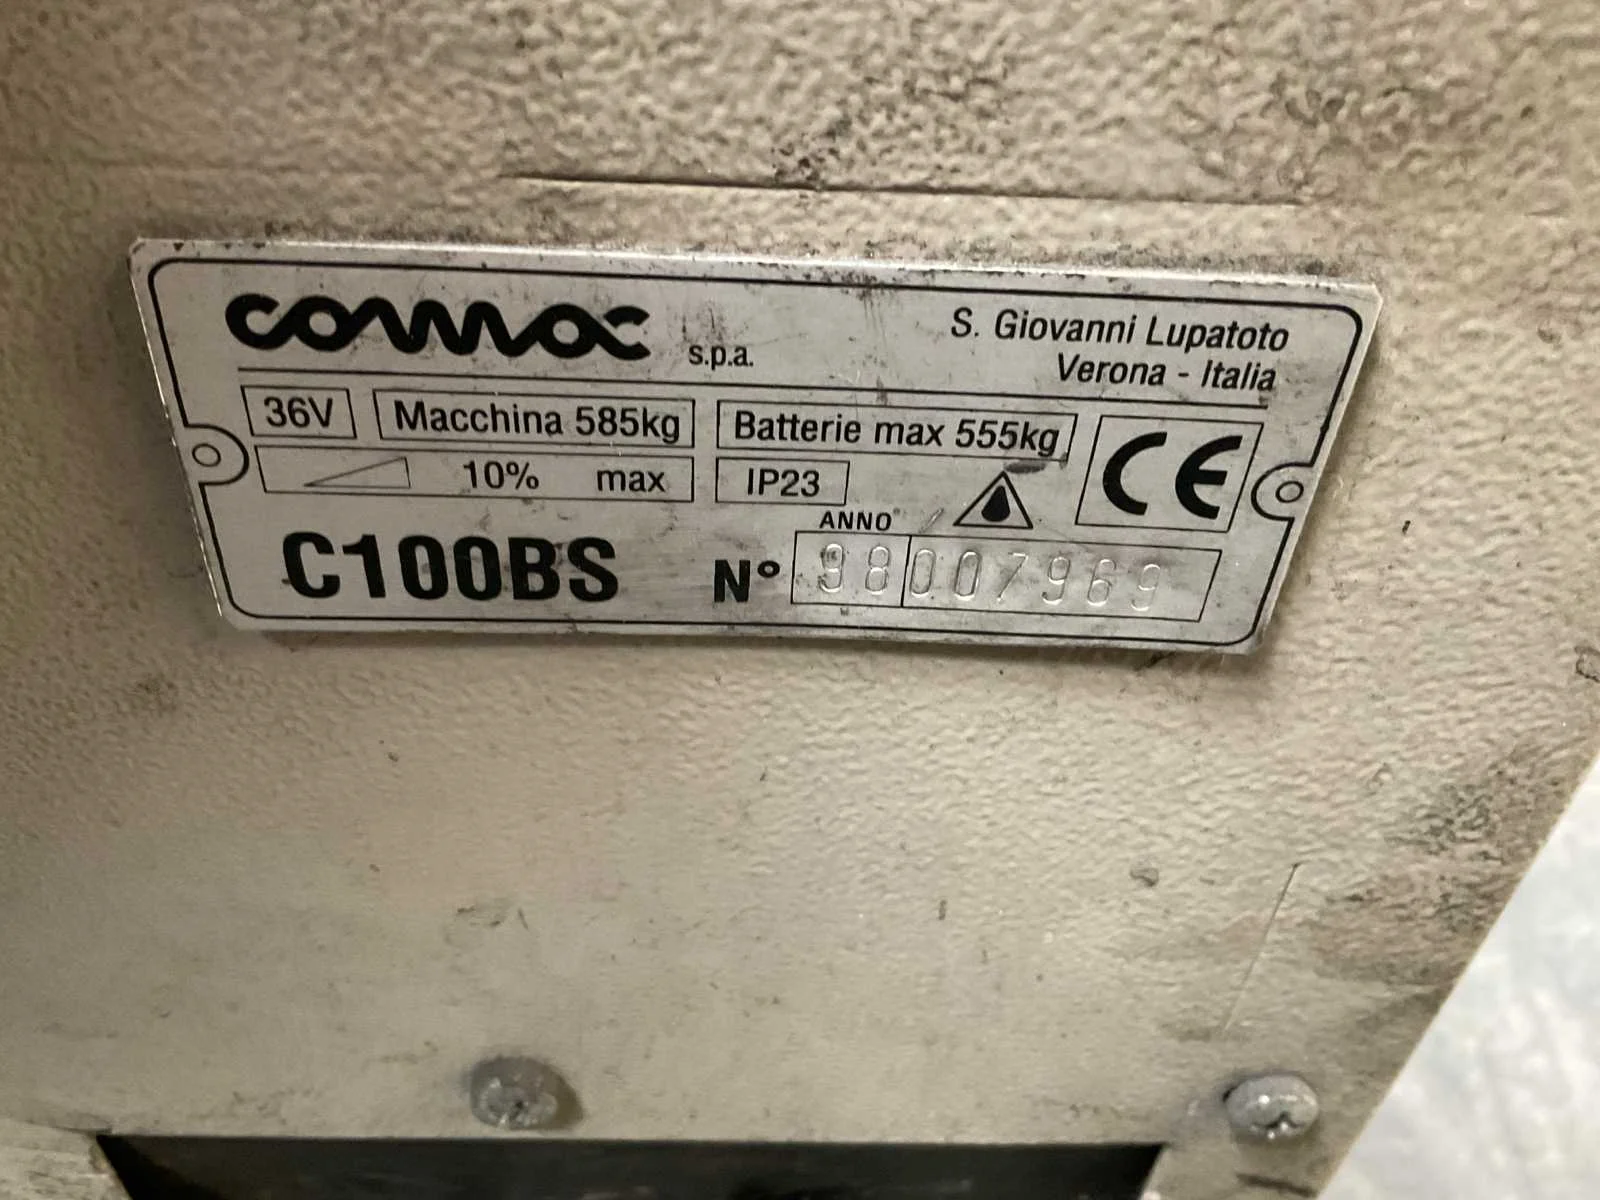 comac s.p.a.
S. Giovanni Lupatoto
Verona - Italia
36V Macchina 585kg Batterie max 555kg CE
10% max IP23
ANNO
C100BS N° 98 007969